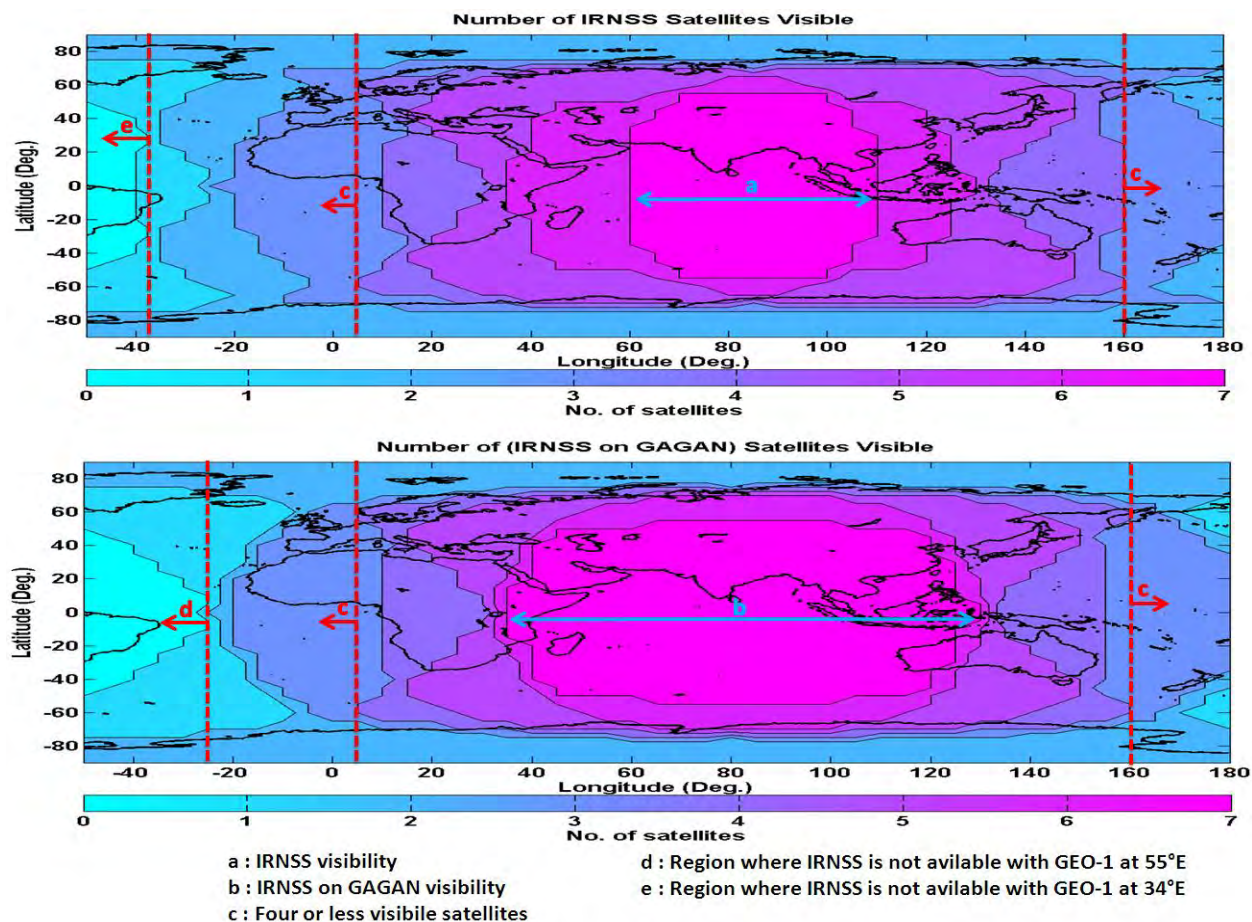 Number of IRNSS Satellites Visible
80
60
40
20
0
-20
-40
-60
-80
Latitude (Deg.)
e
c
a
c
-40 -20 0 20 40 60 80 100 120 140 160 180
Longitude (Deg.)
0 1 2 3 4 5 6 7
No. of satellites
Number of (IRNSS on GAGAN) Satellites Visible
80
60
40
20
0
-20
-40
-60
-80
Latitude (Deg.)
d
c
b
c
-40 -20 0 20 40 60 80 100 120 140 160 180
Longitude (Deg.)
0 1 2 3 4 5 6 7
No. of satellites
a : IRNSS visibility
b : IRNSS on GAGAN visibility
c : Four or less visibile satellites
d : Region where IRNSS is not avilable with GEO-1 at 55°E
e : Region where IRNSS is not avilable with GEO-1 at 34°E